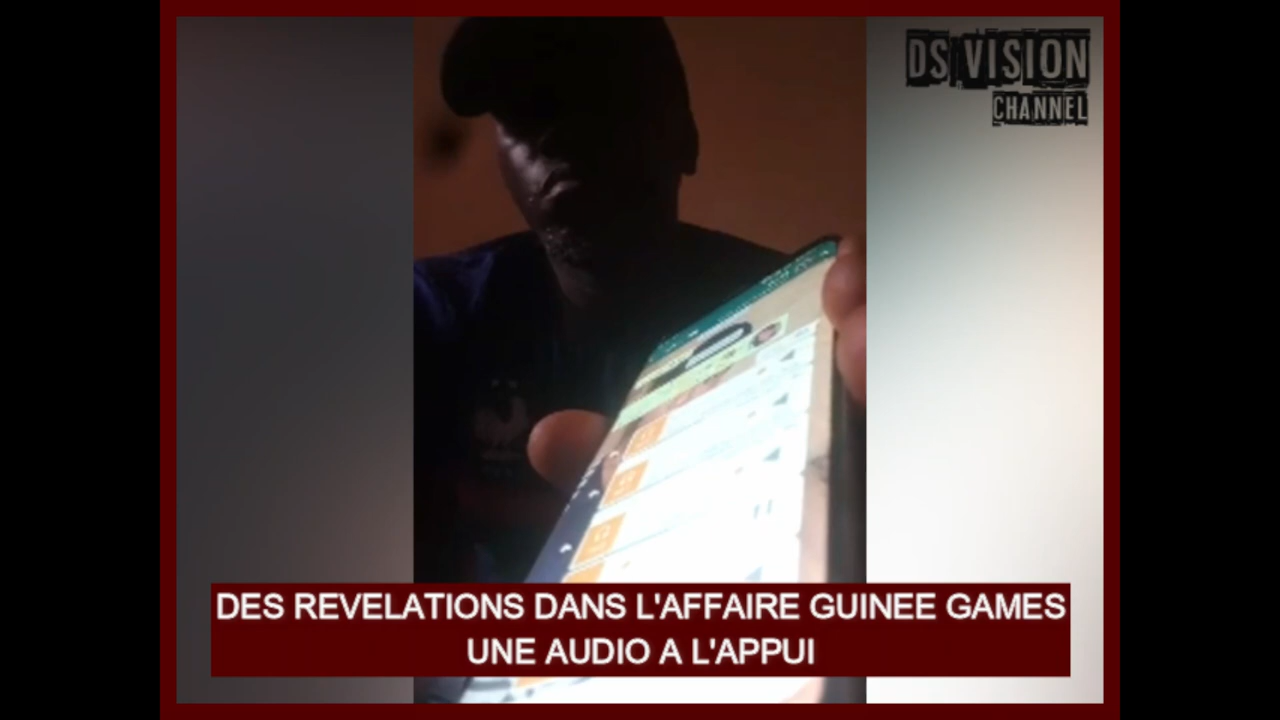 DS VISION
CHANNEL
DES REVELATIONS DANS L'AFFAIRE GUINEE GAMES
UNE AUDIO A L'APPUI